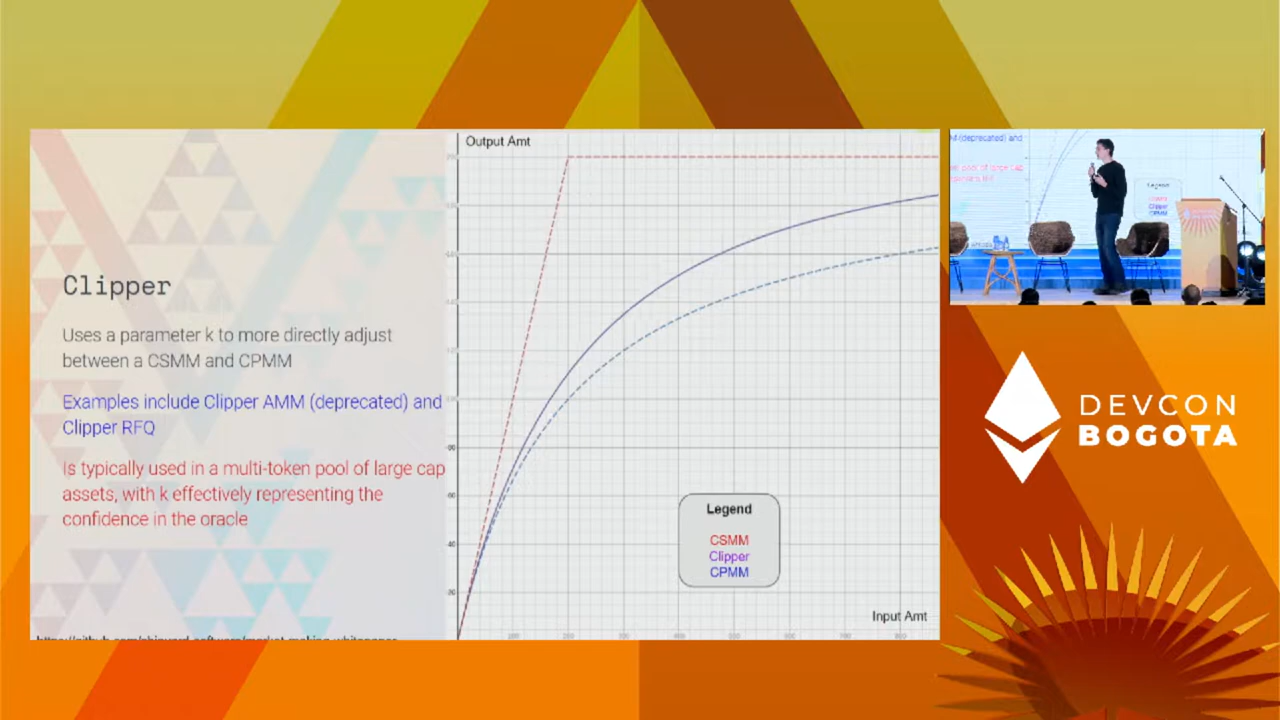 Clipper
Uses a parameter k to more directly adjust
between a CSMM and CPMM
Examples include Clipper AMM (deprecated) and
Clipper RFQ
Is typically used in a multi-token pool of large cap
assets, with k effectively representing the
confidence in the oracle
Output Amt
Legend
CSMM
Clipper
CPMM
Input Amt
DEVCON
BOGOTA